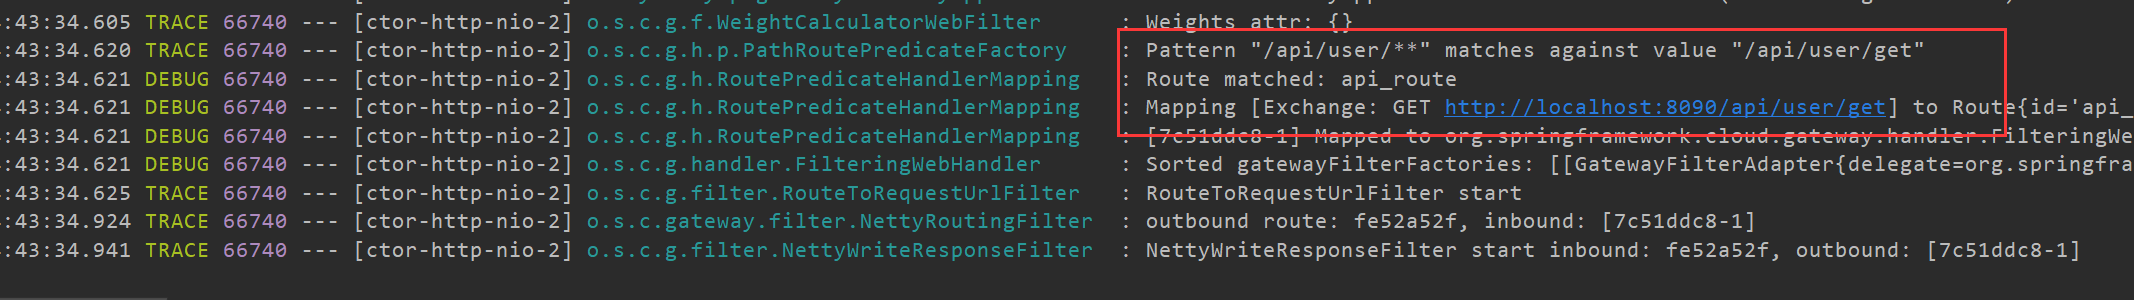 :43:34.605 TRACE 66740 --- [ctor-http-nio-2] o.s.c.g.f.WeightCalculatorWebFilter : Weights attr: {}
:43:34.620 TRACE 66740 --- [ctor-http-nio-2] o.s.c.g.h.p.PathRoutePredicateFactory : Pattern "/api/user/**" matches against value "/api/user/get"
:43:34.621 DEBUG 66740 --- [ctor-http-nio-2] o.s.c.g.h.RoutePredicateHandlerMapping : Route matched: api_route
:43:34.621 DEBUG 66740 --- [ctor-http-nio-2] o.s.c.g.h.RoutePredicateHandlerMapping : Mapping [Exchange: GET http://localhost:8090/api/user/get] to Route{id='api_
:43:34.621 DEBUG 66740 --- [ctor-http-nio-2] o.s.c.g.h.RoutePredicateHandlerMapping : [7c51ddc8-1] Mapped to org.springframework.cloud.gateway.handler.FilteringWe
:43:34.621 DEBUG 66740 --- [ctor-http-nio-2] o.s.c.g.handler.FilteringWebHandler : Sorted gatewayFilterFactories: [[GatewayFilterAdapter{delegate=org.springfra
:43:34.625 TRACE 66740 --- [ctor-http-nio-2] o.s.c.g.filter.RouteToRequestUrlFilter : RouteToRequestUrlFilter start
:43:34.924 TRACE 66740 --- [ctor-http-nio-2] o.s.c.gateway.filter.NettyRoutingFilter : outbound route: fe52a52f, inbound: [7c51ddc8-1]
:43:34.941 TRACE 66740 --- [ctor-http-nio-2] o.s.c.g.filter.NettyWriteResponseFilter : NettyWriteResponseFilter start inbound: fe52a52f, outbound: [7c51ddc8-1]